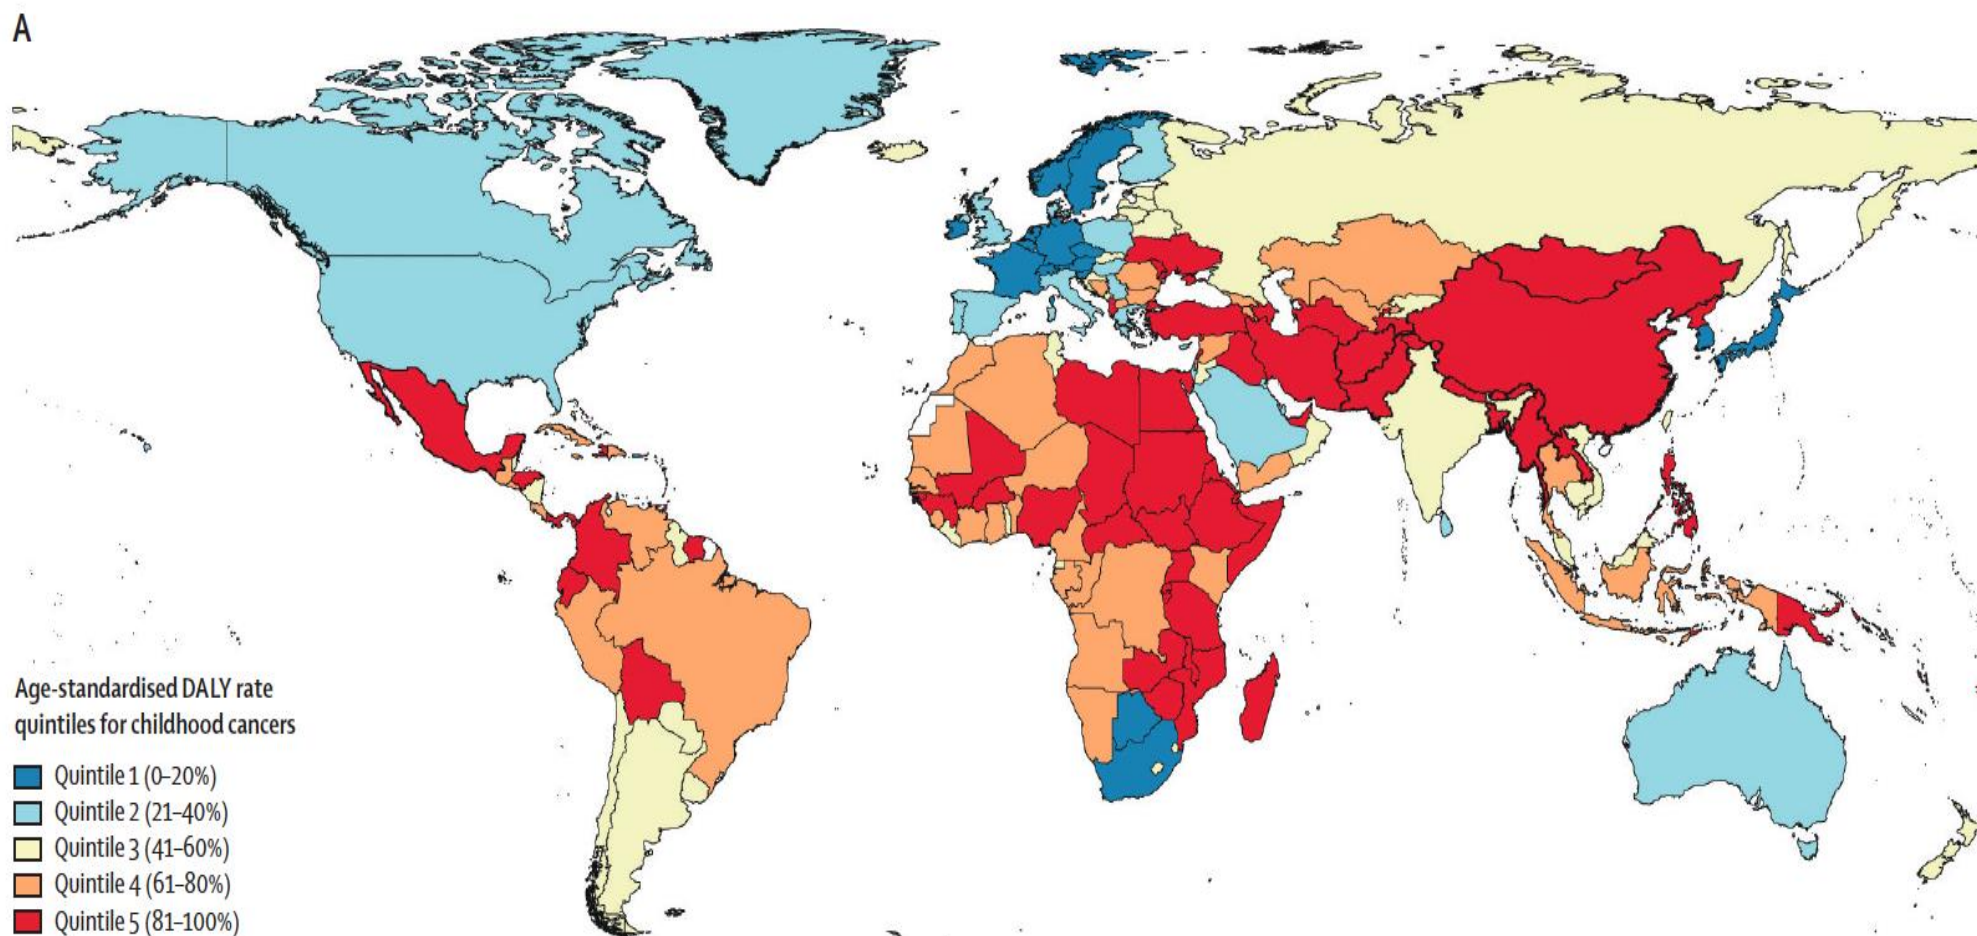 A
Age-standardised DALY rate
quintiles for childhood cancers
Quintile 1 (0–20%)
Quintile 2 (21–40%)
Quintile 3 (41–60%)
Quintile 4 (61–80%)
Quintile 5 (81–100%)